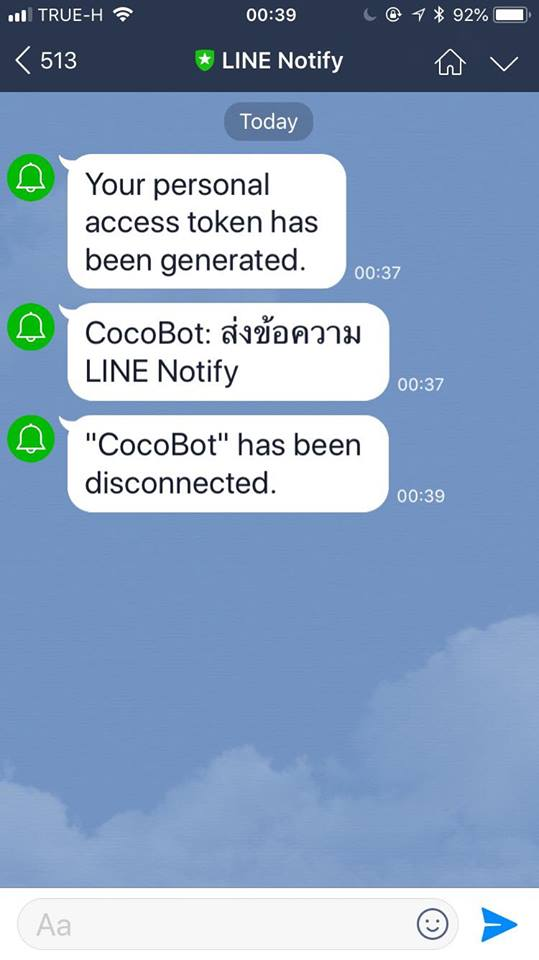 TRUE-H 00:39 92%
513 LINE Notify
Today
Your personal
access token has
been generated.
00:37
CocoBot: ส่งข้อความ
LINE Notify
00:37
"CocoBot" has been
disconnected.
00:39
Aa